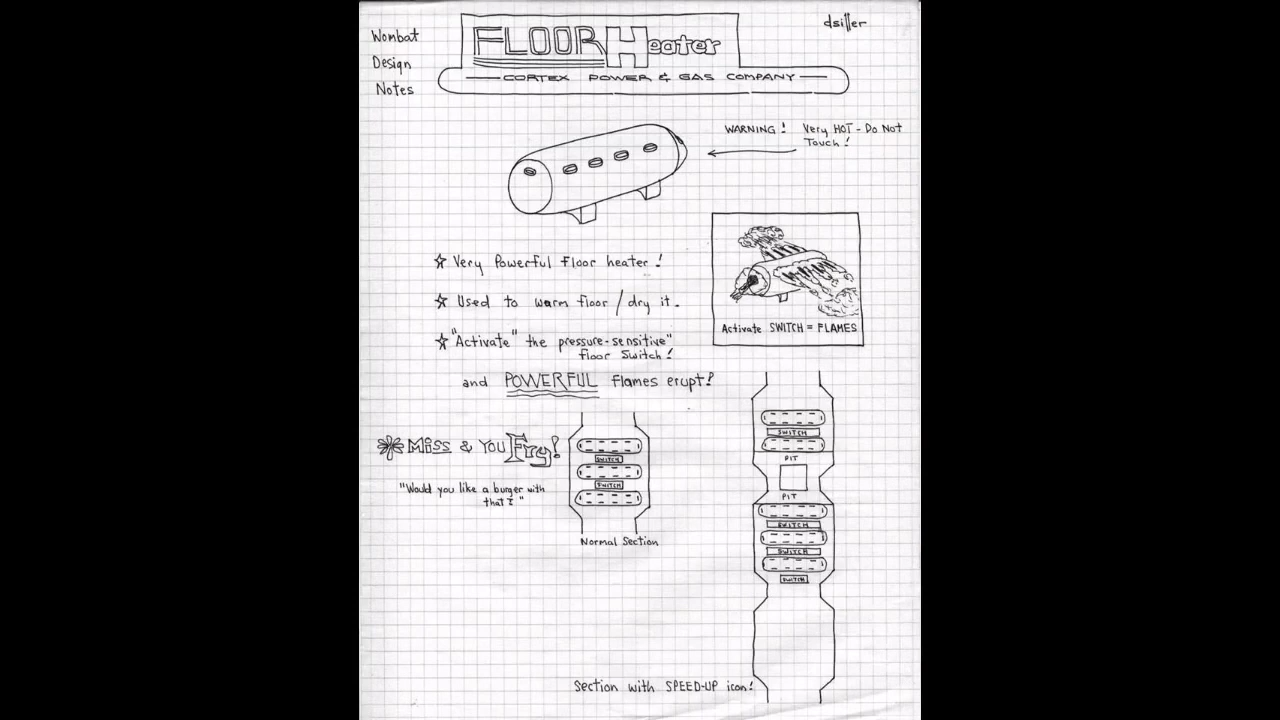 Wombat
Design
Notes
dsiller
FLOOR Heater
CORTEX POWER & GAS COMPANY
WARNING! Very HOT - Do Not
Touch!
☆ Very Powerful Floor heater!
☆ Used to warm floor / dry it.
☆ "Activate" the pressure-sensitive"
floor switch!
and POWERFUL flames erupt!
Activate SWITCH = FLAMES
✻ Miss & YOU Fry!
"Would you like a burger with
that?"
SWITCH
SWITCH
Normal Section
SWITCH
PIT
PIT
SWITCH
SWITCH
SWITCH
Section with SPEED-UP icon!